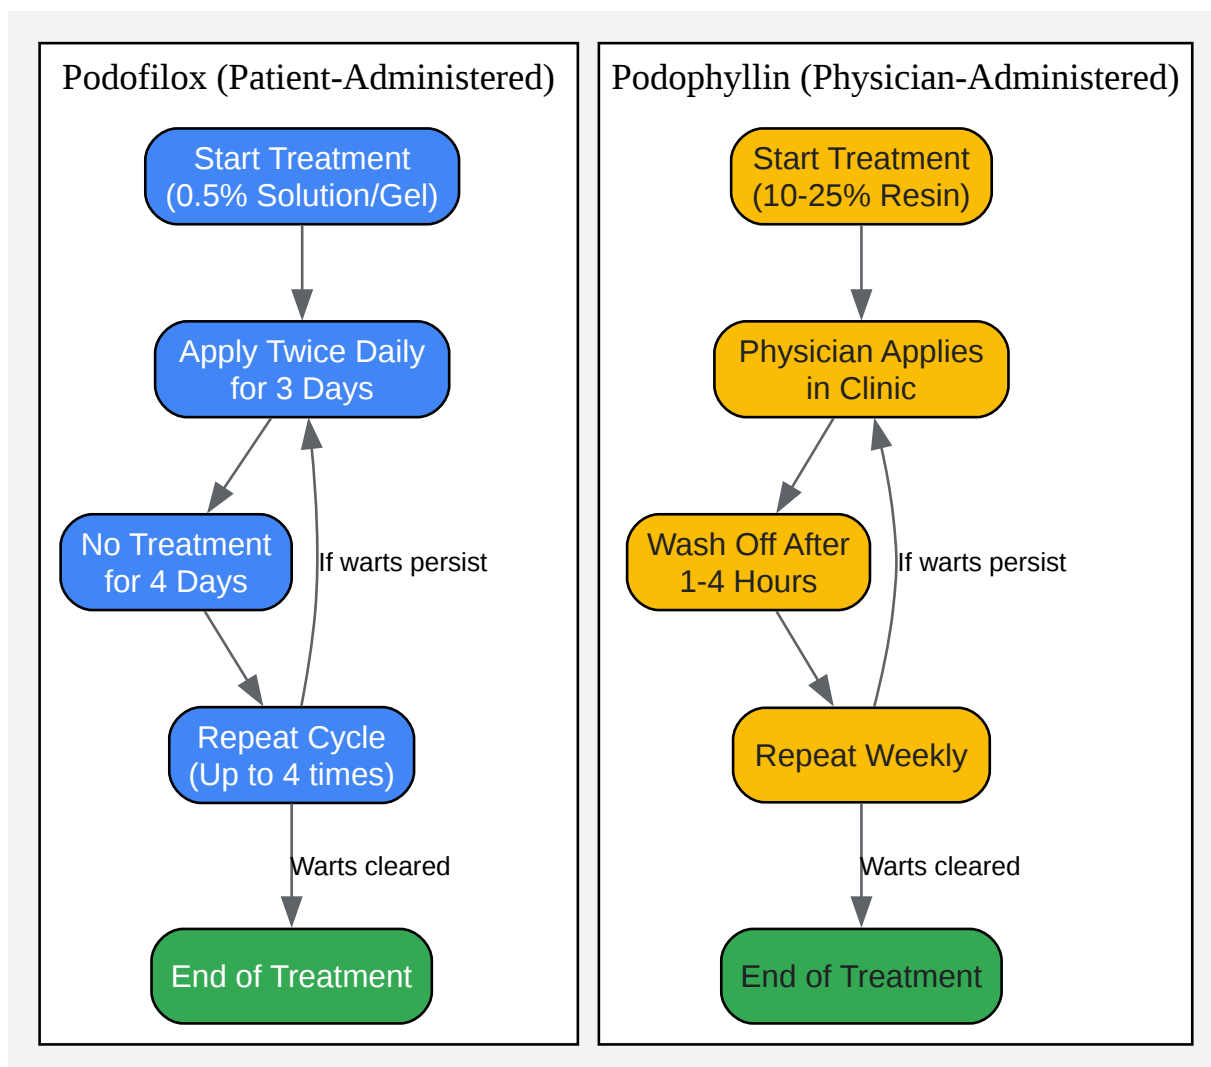 Podofilox (Patient-Administered)
Start Treatment
(0.5% Solution/Gel)
Apply Twice Daily
for 3 Days
No Treatment
for 4 Days
If warts persist
Repeat Cycle
(Up to 4 times)
Warts cleared
End of Treatment
Podophyllin (Physician-Administered)
Start Treatment
(10-25% Resin)
Physician Applies
in Clinic
Wash Off After
1-4 Hours
If warts persist
Repeat Weekly
Warts cleared
End of Treatment